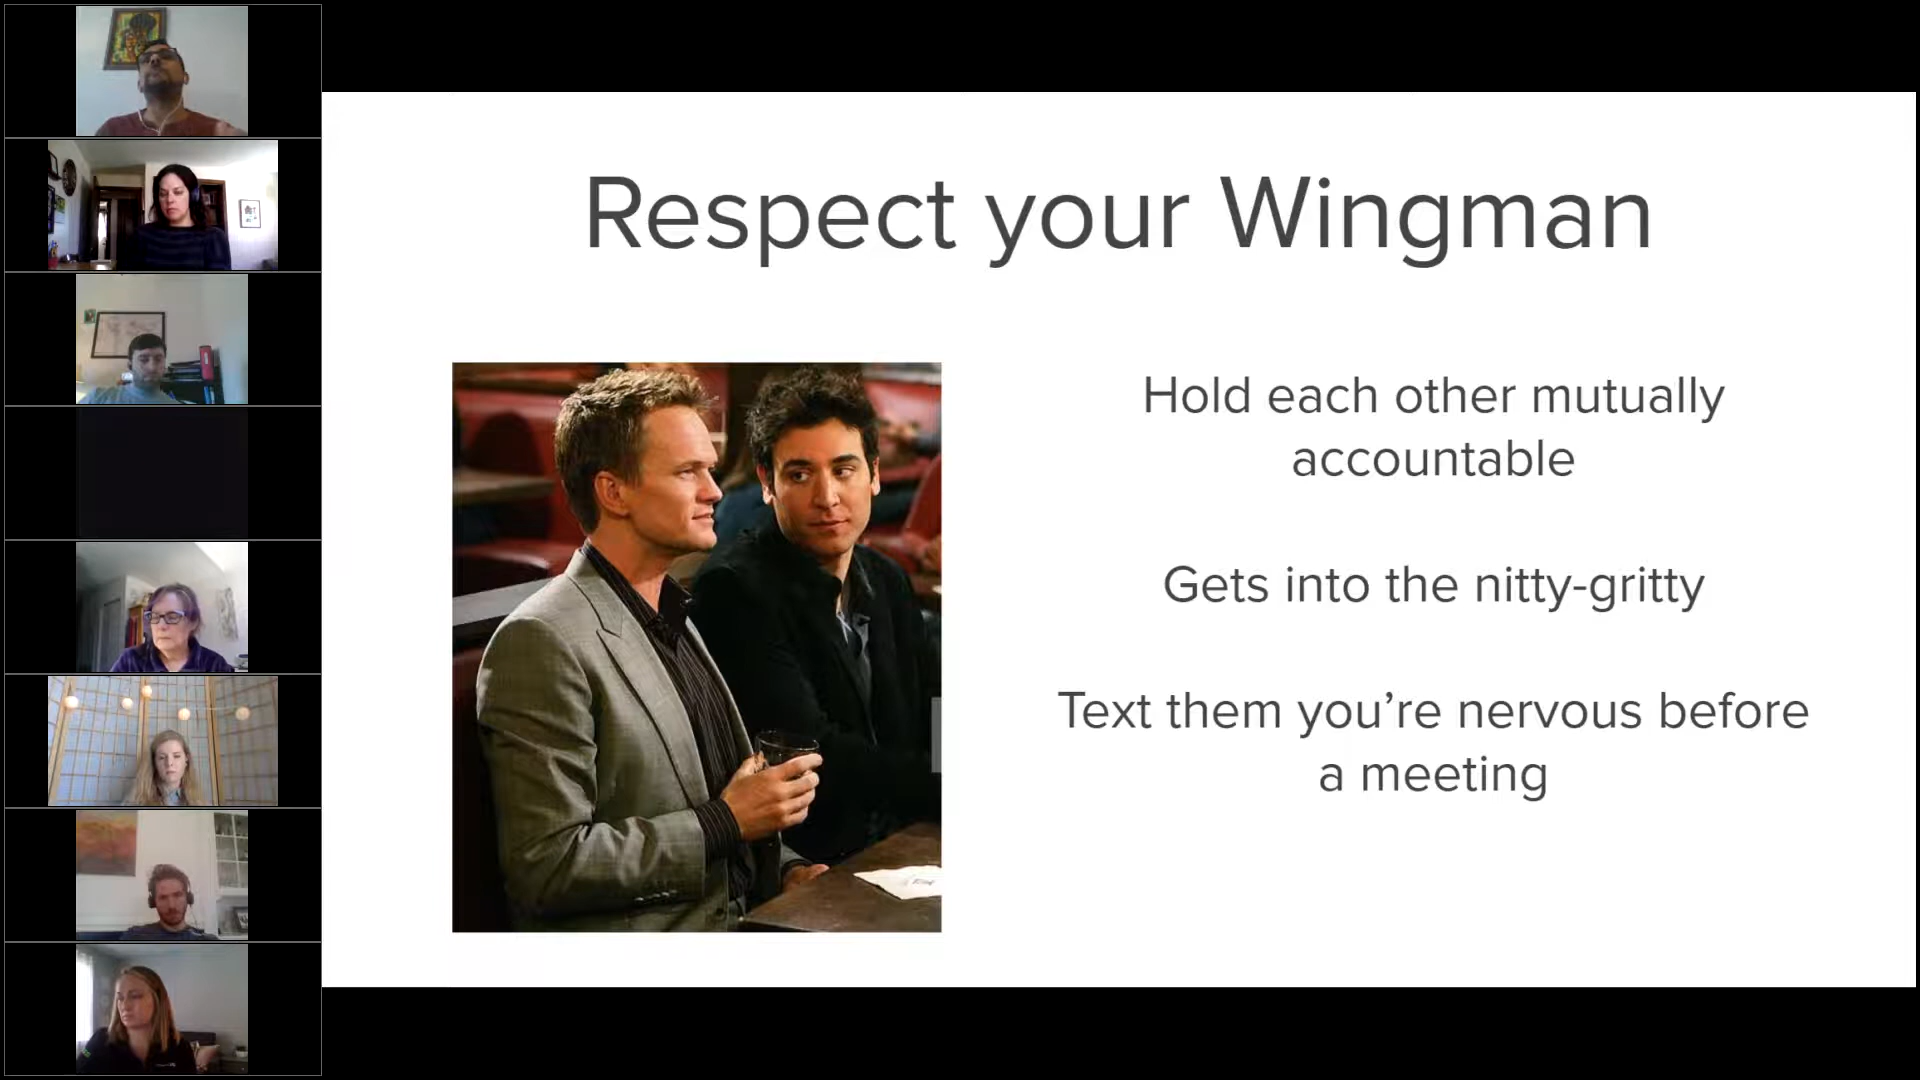 Respect your Wingman
Hold each other mutually
accountable
Gets into the nitty-gritty
Text them you’re nervous before
a meeting